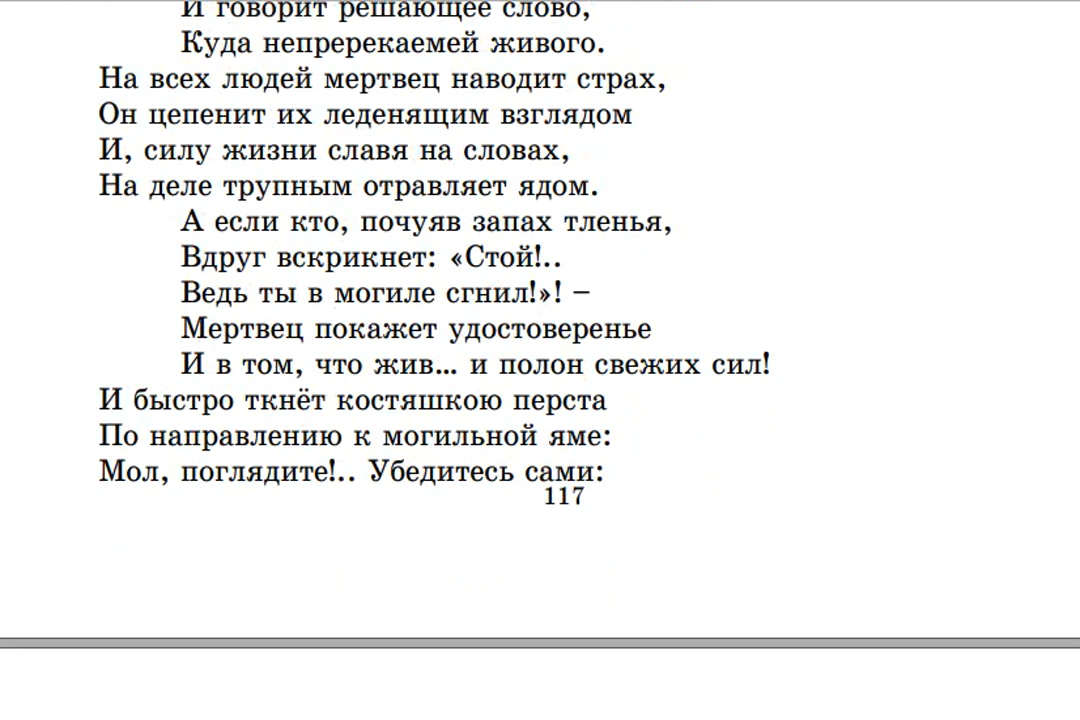 И говорит решающее слово,
Куда непререкаемей живого.
На всех людей мертвец наводит страх,
Он цепенит их леденящим взглядом
И, силу жизни славя на словах,
На деле трупным отравляет ядом.
А если кто, почуяв запах тленья,
Вдруг вскрикнет: «Стой!..
Ведь ты в могиле сгнил!»! –
Мертвец покажет удостоверенье
И в том, что жив... и полон свежих сил!
И быстро ткнёт костяшкою перста
По направлению к могильной яме:
Мол, поглядите!.. Убедитесь сами:
117